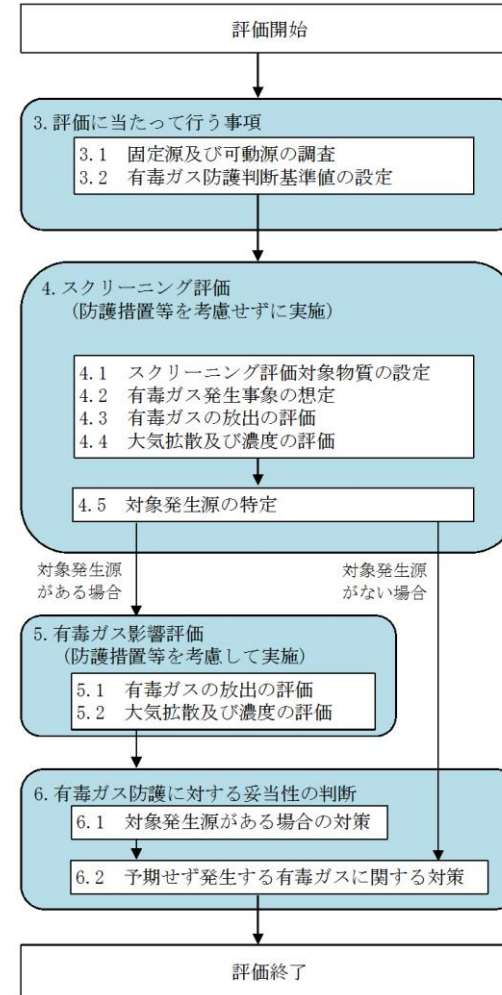 評価開始
3.評価に当たって行う事項
3.1 固定源及び可動源の調査
3.2 有毒ガス防護判断基準値の設定
4.スクリーニング評価
(防護措置等を考慮せずに実施)
4.1 スクリーニング評価対象物質の設定
4.2 有毒ガス発生事象の想定
4.3 有毒ガスの放出の評価
4.4 大気拡散及び濃度の評価
4.5 対象発生源の特定
対象発生源
がある場合
対象発生源
がない場合
5.有毒ガス影響評価
(防護措置等を考慮して実施)
5.1 有毒ガスの放出の評価
5.2 大気拡散及び濃度の評価
6.有毒ガス防護に対する妥当性の判断
6.1 対象発生源がある場合の対策
6.2 予期せず発生する有毒ガスに関する対策
評価終了